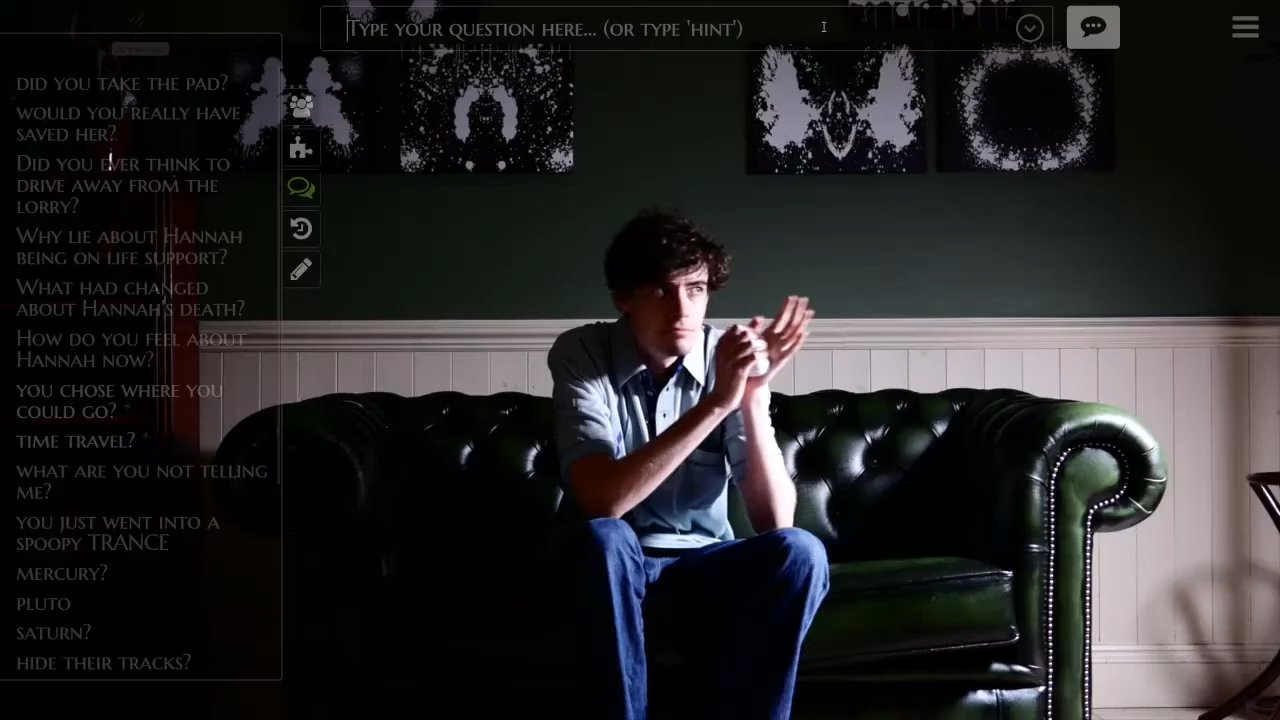 Type your question here... (or type 'hint')
did you take the pad?
would you really have
saved her?
Did you ever think to
drive away from the
lorry?
Why lie about Hannah
being on life support?
What had changed
about Hannah's death?
How do you feel about
Hannah now?
you chose where you
could go? *
time travel? *
what are you not telling
me?
you just went into a
spoopy TRANCE
mercury?
pluto
saturn?
hide their tracks?